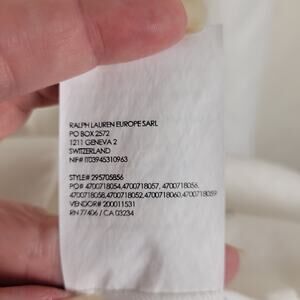 RALPH LAUREN EUROPE SARL
PO BOX 2572
1211 GENEVA 2
SWITZERLAND
NIF# IT03945310963
STYLE# 295705856
PO# 4700718054,4700718057, 4700718056,
4700718058,4700718052,4700718060,4700718059
VENDOR# 200011531
RN 77406 / CA 03234